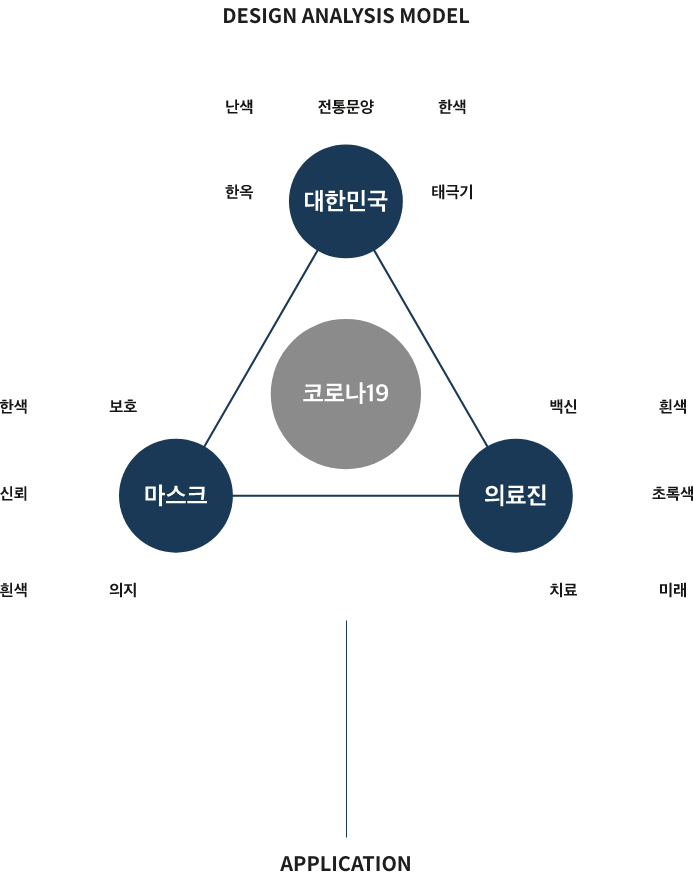 DESIGN ANALYSIS MODEL
난색 전통문양 한색
한옥 대한민국 태극기
코로나19
한색 보호 백신 흰색
신뢰 마스크 의료진 초록색
흰색 의지 치료 미래
APPLICATION